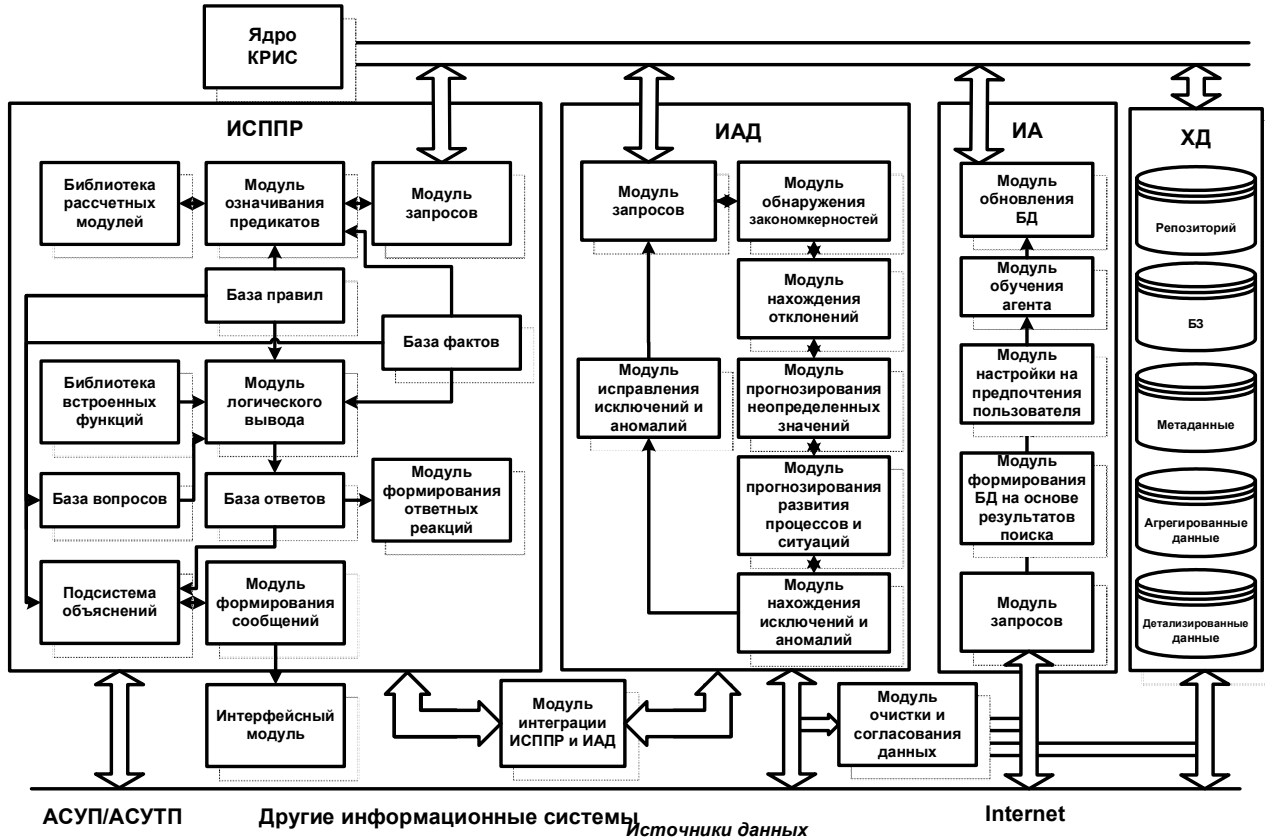 Ядро
КРИС
ИСППР
Библиотека
рассчетных
модулей
Модуль
означивания
предикатов
Модуль
запросов
База правил
База фактов
Библиотека
встроенных
функций
Модуль
логического
вывода
База вопросов
База ответов
Модуль
формирования
ответных
реакций
Подсистема
объяснений
Модуль
формирования
сообщений
Интерфейсный
модуль
Модуль
интеграции
ИСППР и ИАД
ИАД
Модуль
запросов
Модуль
обнаружения
закономкерностей
Модуль
нахождения
отклонений
Модуль
исправления
исключений и
аномалий
Модуль
прогнозирования
неопределенных
значений
Модуль
прогнозирования
развития
процессов и
ситуаций
Модуль
нахождения
исключений и
аномалий
Модуль
очистки и
согласования
данных
ИА
Модуль
обновления
БД
Модуль
обучения
агента
Модуль
настройки на
предпочтения
пользователя
Модуль
формирования
БД на основе
результатов
поиска
Модуль
запросов
ХД
Репозиторий
БЗ
Метаданные
Агрегированные
данные
Детализированные
данные
АСУП/АСУТП
Другие информационные системы
Internet
Источники данных